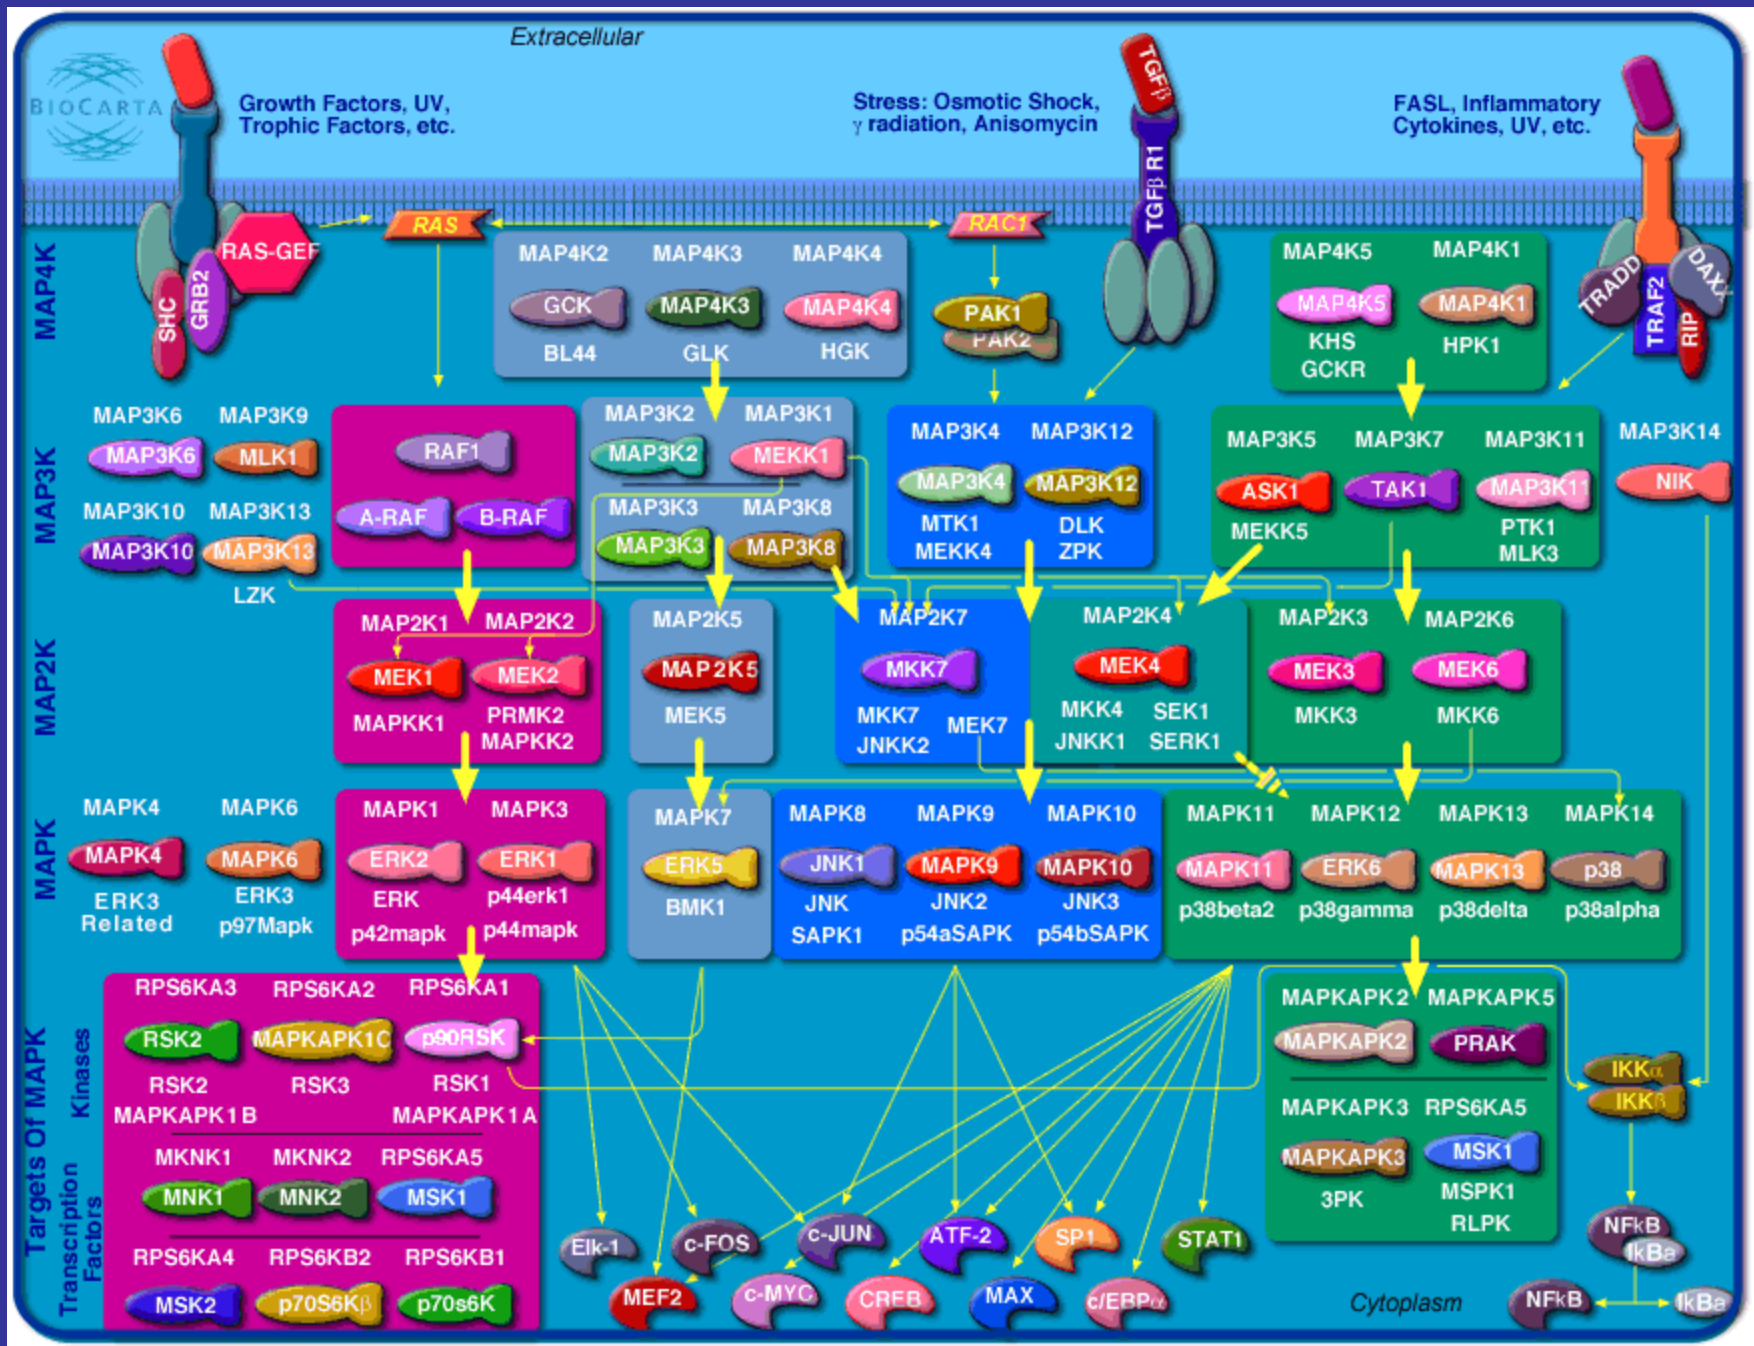 Extracellular
BIOCARTA
Growth Factors, UV,
Trophic Factors, etc.
Stress: Osmotic Shock,
γ radiation, Anisomycin
TGFβ
TGFβ R1
FASL, Inflammatory
Cytokines, UV, etc.
MAP4K
SHC
GRB2
RAS-GEF
RAS
RAC1
MAP4K2
MAP4K3
MAP4K4
GCK
MAP4K3
MAP4K4
BL44
GLK
HGK
PAK1
PAK2
MAP4K5
MAP4K1
MAP4K5
MAP4K1
KHS
GCKR
HPK1
TRADD
TRAF2
RIP
DAXX
MAP3K
MAP3K6
MAP3K9
MAP3K6
MLK1
MAP3K10
MAP3K13
MAP3K10
MAP3K13
LZK
RAF1
A-RAF
B-RAF
MAP3K2
MAP3K1
MAP3K2
MEKK1
MAP3K3
MAP3K8
MAP3K3
MAP3K8
MAP3K4
MAP3K12
MAP3K4
MAP3K12
MTK1
MEKK4
DLK
ZPK
MAP3K5
MAP3K7
MAP3K11
ASK1
TAK1
MAP3K11
MEKK5
PTK1
MLK3
MAP3K14
NIK
MAP2K
MAP2K1
MAP2K2
MEK1
MEK2
MAPKK1
PRMK2
MAPKK2
MAP2K5
MAP2K5
MEK5
MAP2K7
MKK7
MKK7
JNKK2
MEK7
MAP2K4
MEK4
MKK4
SEK1
JNKK1
SERK1
MAP2K3
MAP2K6
MEK3
MEK6
MKK3
MKK6
MAPK
MAPK4
MAPK6
MAPK4
MAPK6
ERK3
Related
ERK3
p97Mapk
MAPK1
MAPK3
ERK2
ERK1
ERK
p42mapk
p44erk1
p44mapk
MAPK7
ERK5
BMK1
MAPK8
MAPK9
MAPK10
JNK1
MAPK9
MAPK10
JNK
JNK2
JNK3
SAPK1
p54aSAPK
p54bSAPK
MAPK11
MAPK12
MAPK13
MAPK14
MAPK11
ERK6
MAPK13
p38
p38beta2
p38gamma
p38delta
p38alpha
Targets Of MAPK
Kinases
Transcription
Factors
RPS6KA3
RPS6KA2
RPS6KA1
RSK2
MAPKAPK1C
p90RSK
RSK2
RSK3
RSK1
MAPKAPK1B
MAPKAPK1A
MKNK1
MKNK2
RPS6KA5
MNK1
MNK2
MSK1
RPS6KA4
RPS6KB2
RPS6KB1
MSK2
p70S6Kβ
p70s6K
MAPKAPK2
MAPKAPK5
MAPKAPK2
PRAK
MAPKAPK3
RPS6KA5
MAPKAPK3
MSK1
3PK
MSPK1
RLPK
IKKα
IKKβ
Elk-1
c-FOS
c-JUN
ATF-2
SP1
STAT1
MEF2
c-MYC
CREB
MAX
c/EBPα
NFkB
IkBa
NFkB
IkBa
Cytoplasm